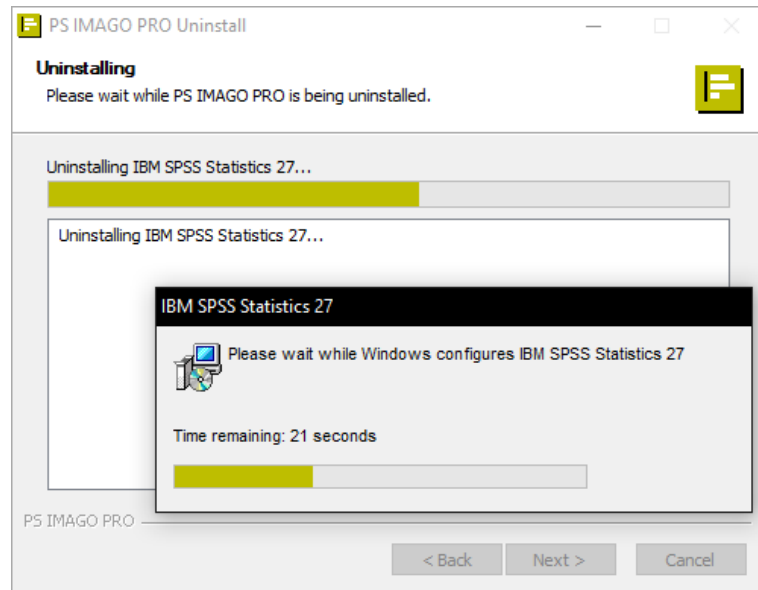 PS IMAGO PRO Uninstall
Uninstalling
Please wait while PS IMAGO PRO is being uninstalled.
Uninstalling IBM SPSS Statistics 27...
Uninstalling IBM SPSS Statistics 27...
IBM SPSS Statistics 27
Please wait while Windows configures IBM SPSS Statistics 27
Time remaining: 21 seconds
PS IMAGO PRO
< Back Next > Cancel